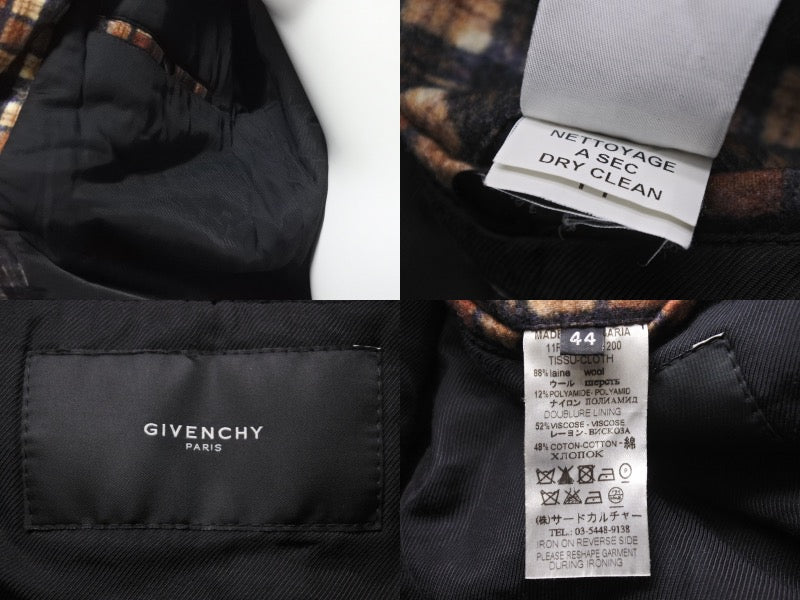 NETTOYAGE
A SEC
DRY CLEAN
GIVENCHY
PARIS
44
MADE
11F 200
TISSU-CLOTH
88% laine wool
ウール шерсть
12% POLYAMIDE- POLYAMID
ナイロン ПОЛИАМИД
DOUBLURE LINING
52% VISCOSE - VISCOSE
レーヨン- ВИСКОЗА
48% COTON-COTTON-綿
ХЛОПОК
(株)サードカルチャー
TEL.: 03-5448-9138
IRON ON REVERSE SIDE
PLEASE RESHAPE GARMENT
DURING IRONING